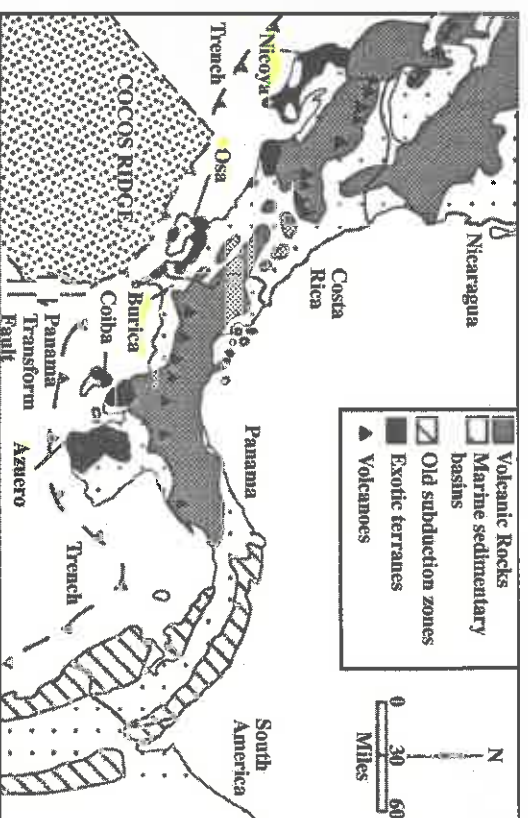 Nicaragua
Costa
Rica
Nicoya
Trench
Osa
COCOS RIDGE
Burica
Coiba
Panama
Transform
Fault
Azuero
Trench
Panama
South
America
Volcanic Rocks
Marine sedimentary
basins
Old subduction zones
Exotic terranes
Volcanoes
N
0 30 60
Miles